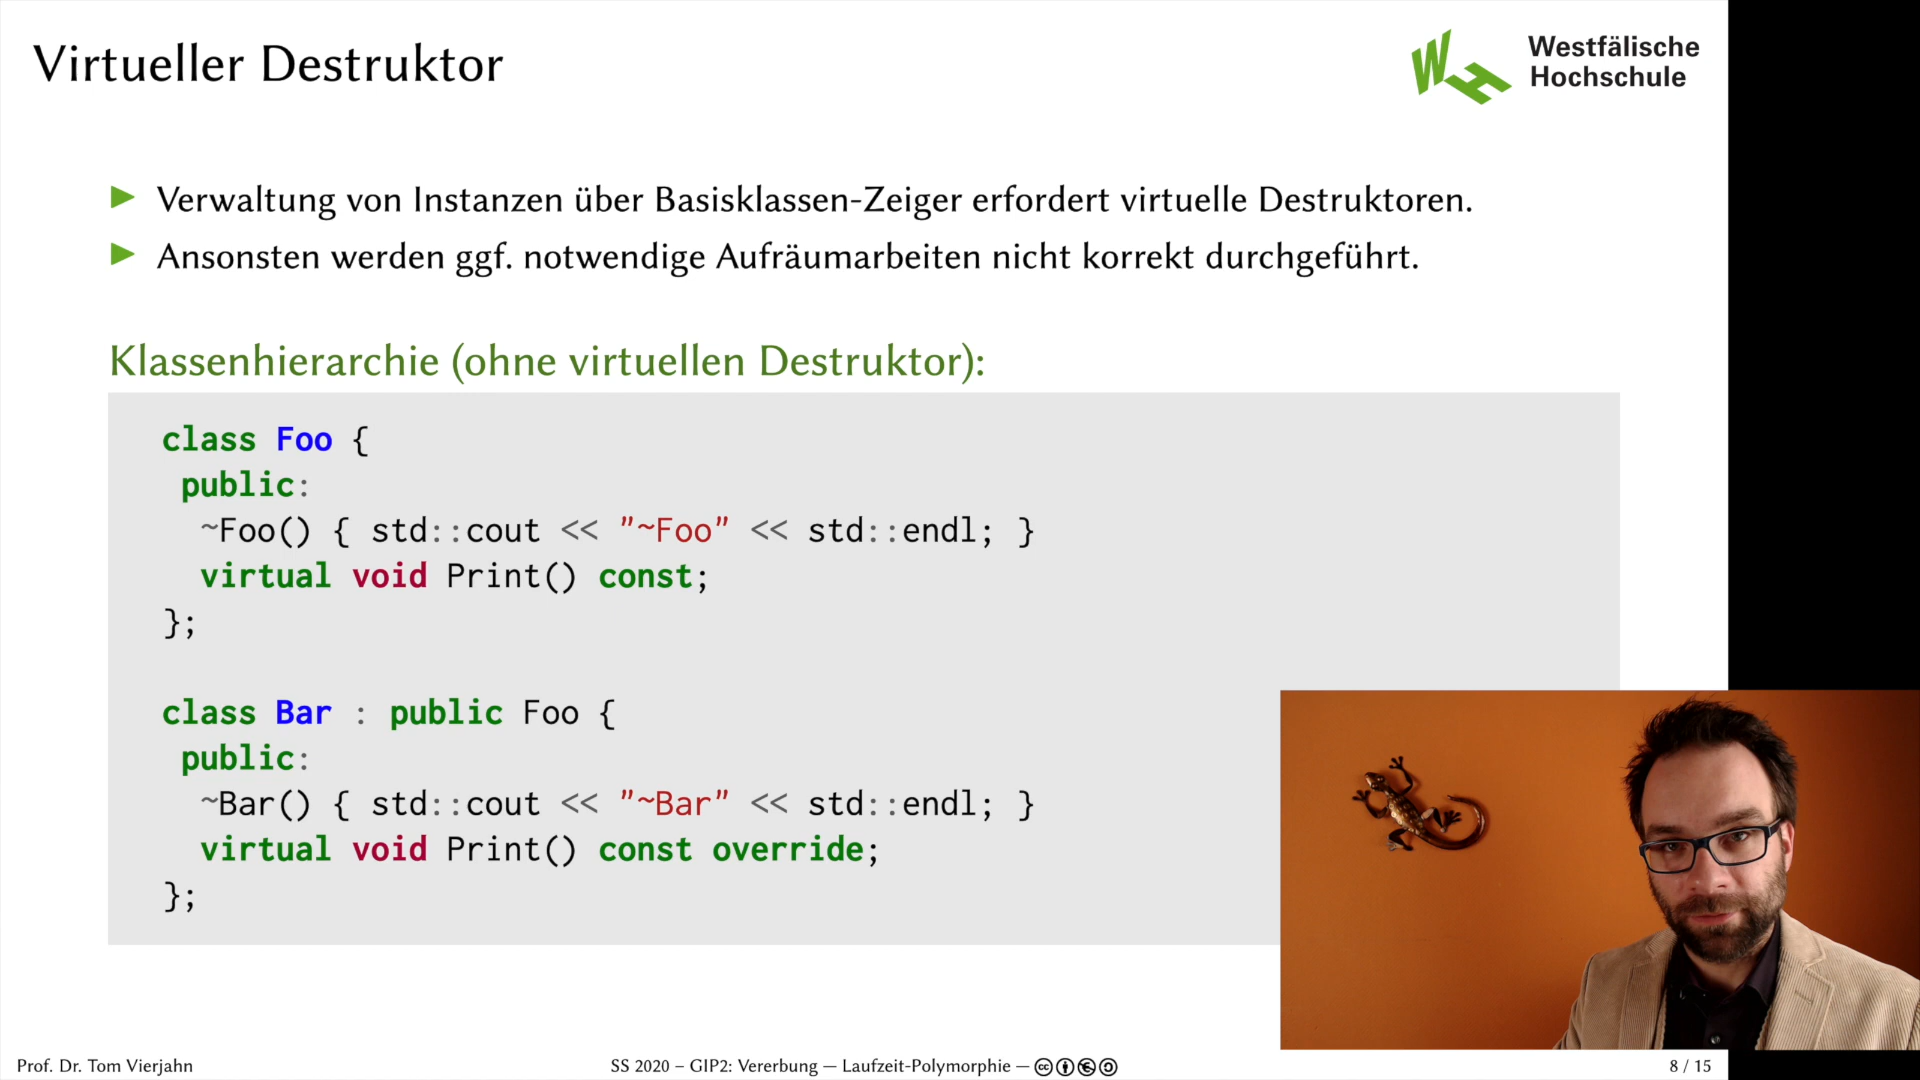 Virtueller Destruktor
Westfälische
Hochschule
Verwaltung von Instanzen über Basisklassen-Zeiger erfordert virtuelle Destruktoren.
Ansonsten werden ggf. notwendige Aufräumarbeiten nicht korrekt durchgeführt.
Klassenhierarchie (ohne virtuellen Destruktor):
class Foo {
public:
~Foo() { std::cout << "~Foo" << std::endl; }
virtual void Print() const;
};
class Bar : public Foo {
public:
~Bar() { std::cout << "~Bar" << std::endl; }
virtual void Print() const override;
};
Prof. Dr. Tom Vierjahn
SS 2020 – GIP2: Vererbung — Laufzeit-Polymorphie —
8 / 15